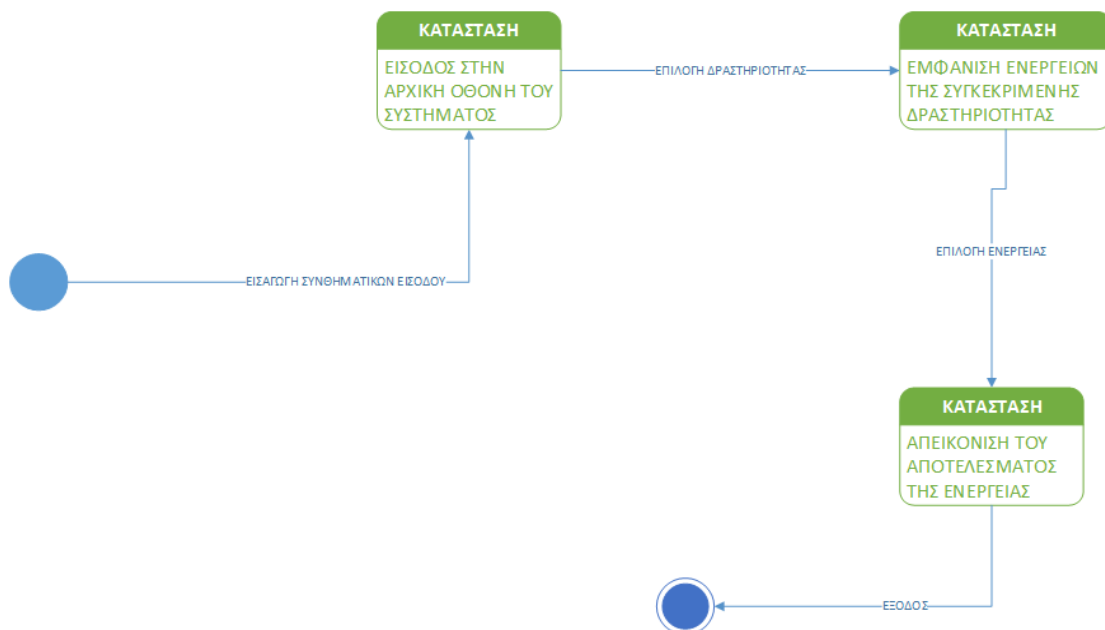 ΚΑΤΑΣΤΑΣΗ
ΕΙΣΟΔΟΣ ΣΤΗΝ
ΑΡΧΙΚΗ ΟΘΟΝΗ ΤΟΥ
ΣΥΣΤΗΜΑΤΟΣ
ΕΠΙΛΟΓΗ ΔΡΑΣΤΗΡΙΟΤΗΤΑΣ
ΚΑΤΑΣΤΑΣΗ
ΕΜΦΑΝΙΣΗ ΕΝΕΡΓΕΙΩΝ
ΤΗΣ ΣΥΓΚΕΚΡΙΜΕΝΗΣ
ΔΡΑΣΤΗΡΙΟΤΗΤΑΣ
ΕΙΣΑΓΩΓΗ ΣΥΝΘΗΜΑΤΙΚΩΝ ΕΙΣΟΔΟΥ
ΕΠΙΛΟΓΗ ΕΝΕΡΓΕΙΑΣ
ΚΑΤΑΣΤΑΣΗ
ΑΠΕΙΚΟΝΙΣΗ ΤΟΥ
ΑΠΟΤΕΛΕΣΜΑΤΟΣ
ΤΗΣ ΕΝΕΡΓΕΙΑΣ
ΕΞΟΔΟΣ